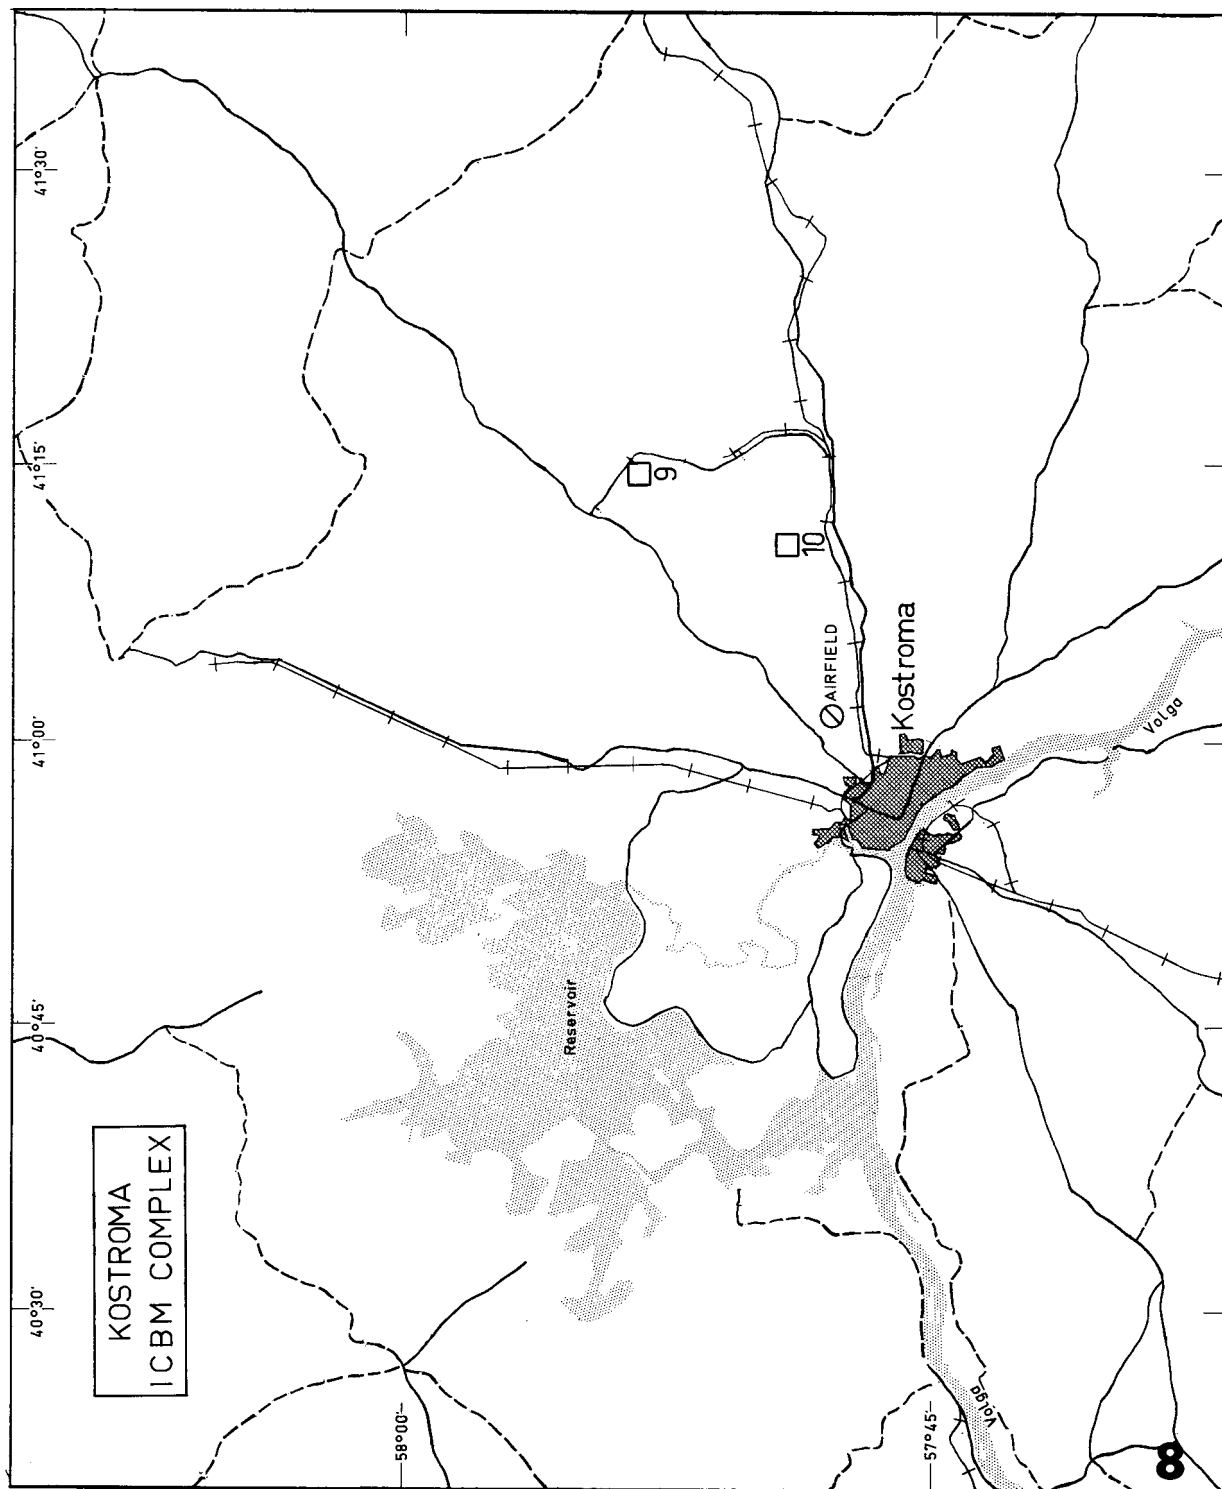 KOSTROMA
ICBM COMPLEX
40°30'
40°45'
41°00'
41°15'
41°30'
58°00'
57°45'
Reservoir
9
10
AIRFIELD
Kostroma
Volga
Volga
8